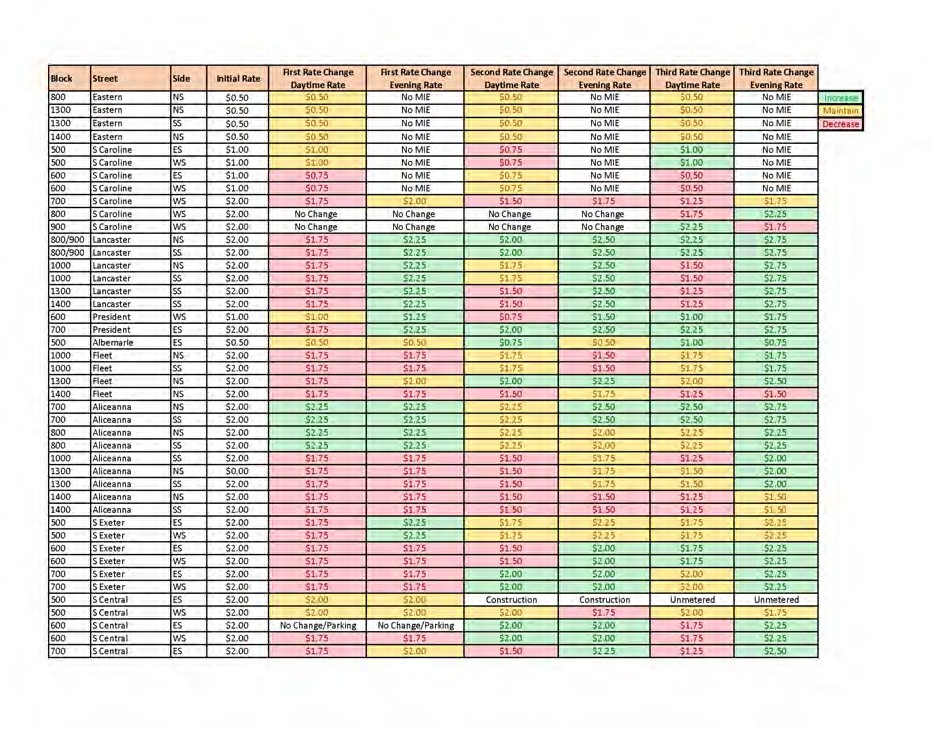 Block Street Side Initial Rate First Rate Change Daytime Rate First Rate Change Evening Rate Second Rate Change Daytime Rate Second Rate Change Evening Rate Third Rate Change Daytime Rate Third Rate Change Evening Rate
800 Eastern NS $0.50 $0.50 No MIE $0.50 No MIE $0.50 No MIE Increase
1300 Eastern NS $0.50 $0.50 No MIE $0.50 No MIE $0.50 No MIE Maintain
1300 Eastern SS $0.50 $0.50 No MIE $0.50 No MIE $0.50 No MIE Decrease
1400 Eastern NS $0.50 $0.50 No MIE $0.50 No MIE $0.50 No MIE
500 S Caroline ES $1.00 $1.00 No MIE $0.75 No MIE $1.00 No MIE
500 S Caroline WS $1.00 $1.00 No MIE $0.75 No MIE $1.00 No MIE
600 S Caroline ES $1.00 $0.75 No MIE $0.75 No MIE $0.50 No MIE
600 S Caroline WS $1.00 $0.75 No MIE $0.75 No MIE $0.50 No MIE
700 S Caroline WS $2.00 $1.75 $2.00 $1.50 $1.75 $1.25 $1.75
800 S Caroline WS $2.00 No Change No Change No Change No Change $1.75 $2.25
900 S Caroline WS $2.00 No Change No Change No Change No Change $2.25 $1.75
800/900 Lancaster NS $2.00 $1.75 $2.25 $2.00 $2.50 $2.25 $2.75
800/900 Lancaster SS $2.00 $1.75 $2.25 $2.00 $2.50 $2.25 $2.75
1000 Lancaster NS $2.00 $1.75 $2.25 $1.75 $2.50 $1.50 $2.75
1000 Lancaster SS $2.00 $1.75 $2.25 $1.75 $2.50 $1.50 $2.75
1300 Lancaster SS $2.00 $1.75 $2.25 $1.50 $2.50 $1.25 $2.75
1400 Lancaster SS $2.00 $1.75 $2.25 $1.50 $2.50 $1.25 $2.75
600 President WS $1.00 $1.00 $1.25 $0.75 $1.50 $1.00 $1.75
700 President ES $2.00 $1.75 $2.25 $2.00 $2.50 $2.25 $2.75
500 Albemarle ES $0.50 $0.50 $0.50 $0.75 $0.50 $1.00 $0.75
1000 Fleet NS $2.00 $1.75 $1.75 $1.75 $1.50 $1.75 $1.75
1000 Fleet SS $2.00 $1.75 $1.75 $1.75 $1.50 $1.75 $1.75
1300 Fleet NS $2.00 $1.75 $2.00 $2.00 $2.25 $2.00 $2.50
1400 Fleet NS $2.00 $1.75 $1.75 $1.50 $1.75 $1.25 $1.50
700 Aliceanna NS $2.00 $2.25 $2.25 $2.25 $2.50 $2.50 $2.75
700 Aliceanna SS $2.00 $2.25 $2.25 $2.25 $2.50 $2.50 $2.75
800 Aliceanna NS $2.00 $2.25 $2.25 $2.25 $2.00 $2.25 $2.25
800 Aliceanna SS $2.00 $2.25 $2.25 $2.25 $2.00 $2.25 $2.25
1000 Aliceanna SS $2.00 $1.75 $1.75 $1.50 $1.75 $1.25 $2.00
1300 Aliceanna NS $0.00 $1.75 $1.75 $1.50 $1.75 $1.50 $2.00
1300 Aliceanna SS $2.00 $1.75 $1.75 $1.50 $1.75 $1.50 $2.00
1400 Aliceanna NS $2.00 $1.75 $1.75 $1.50 $1.50 $1.25 $1.50
1400 Aliceanna SS $2.00 $1.75 $1.75 $1.50 $1.50 $1.25 $1.50
500 S Exeter ES $2.00 $1.75 $2.25 $1.75 $2.25 $1.75 $2.25
500 S Exeter WS $2.00 $1.75 $2.25 $1.75 $2.25 $1.75 $2.25
600 S Exeter ES $2.00 $1.75 $1.75 $1.50 $2.00 $1.75 $2.25
600 S Exeter WS $2.00 $1.75 $1.75 $1.50 $2.00 $1.75 $2.25
700 S Exeter ES $2.00 $1.75 $1.75 $2.00 $2.00 $2.00 $2.25
700 S Exeter WS $2.00 $1.75 $1.75 $2.00 $2.00 $2.00 $2.25
500 S Central ES $2.00 $2.00 $2.00 Construction Construction Unmetered Unmetered
500 S Central WS $2.00 $2.00 $2.00 $2.00 $1.75 $2.00 $1.75
600 S Central ES $2.00 No Change/Parking No Change/Parking $2.00 $2.00 $1.75 $2.25
600 S Central WS $2.00 $1.75 $1.75 $2.00 $2.00 $1.75 $2.25
700 S Central ES $2.00 $1.75 $2.00 $1.50 $2.25 $1.25 $2.50